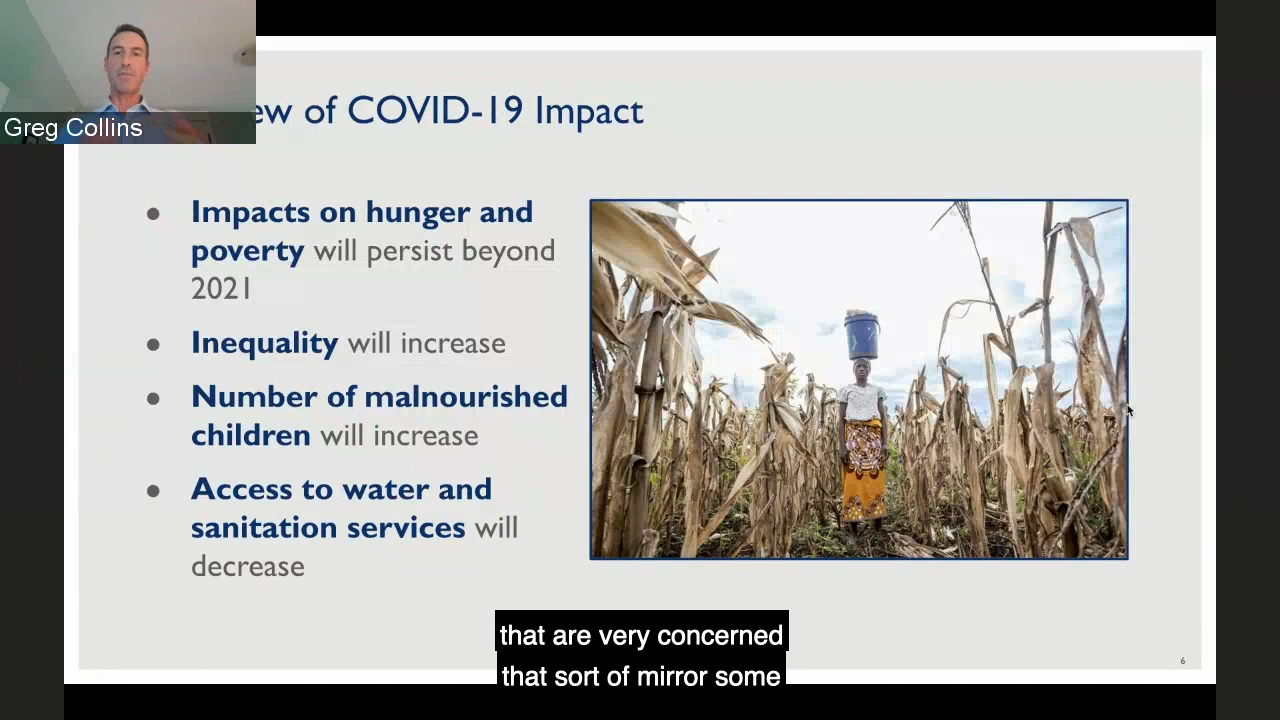 ew of COVID-19 Impact
Greg Collins
Impacts on hunger and
poverty will persist beyond
2021
Inequality will increase
Number of malnourished
children will increase
Access to water and
sanitation services will
decrease
that are very concerned
that sort of mirror some
6